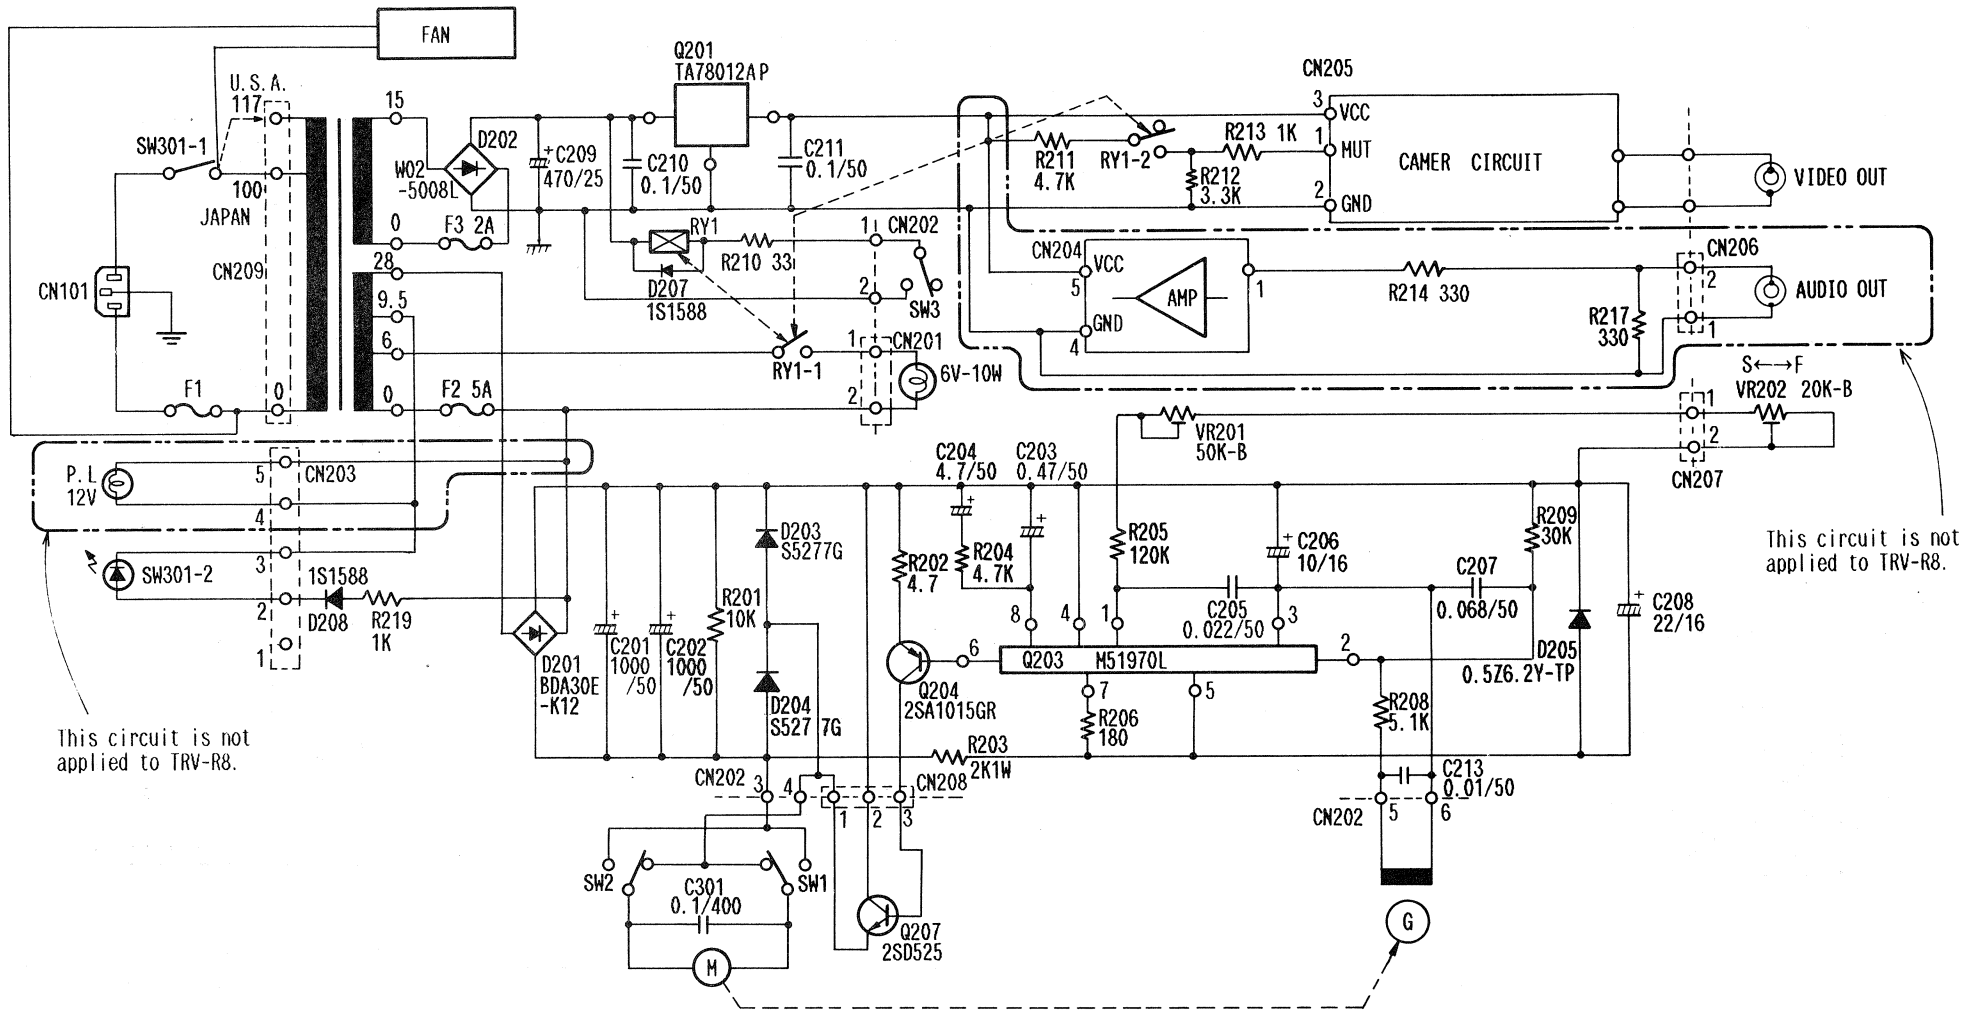 FAN
U.S.A.
117
SW301-1
100
JAPAN
CN209
CN101
F1
0
15
D202
W02
-5008L
0
F3 2A
28
9.5
6
0
F2 5A
C209
470/25
C210
0.1/50
Q201
TA78012AP
C211
0.1/50
RY1
R210 33
D207
1S1588
1
CN202
2
SW3
RY1-1
1
CN201
2
6V-10W
R211
4.7K
RY1-2
R213 1K
R212
3.3K
CN205
3
VCC
1
MUT
2
GND
CAMER CIRCUIT
VIDEO OUT
CN204
VCC
5
GND
4
AMP
1
R214 330
R217
330
CN206
2
1
AUDIO OUT
S←→F
VR202 20K-B
1
2
CN207
VR201
50K-B
This circuit is not
applied to TRV-R8.
P.L
12V
5
CN203
4
3
SW301-2
1S1588
2
D208
R219
1K
1
This circuit is not
applied to TRV-R8.
D201
BDA30E
-K12
C201
1000
/50
C202
1000
/50
R201
10K
D203
S5277G
D204
S5277G
R202
4.7
C204
4.7/50
C203
0.47/50
R204
4.7K
R205
120K
C206
10/16
C205
0.022/50
C207
0.068/50
R209
30K
D205
0.5Z6.2Y-TP
C208
22/16
8
4
1
3
6
Q203 M51970L
2
7
5
Q204
2SA1015GR
R206
180
R203
2K1W
R208
5.1K
C213
0.01/50
CN202
5
6
G
CN202
3
4
CN208
1
2
3
SW2
SW1
C301
0.1/400
M
Q207
2SD525